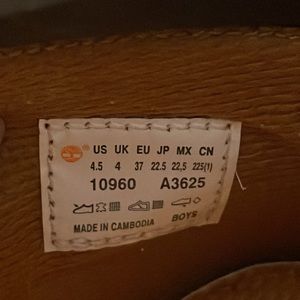 US UK EU JP MX CN
4.5 4 37 22.5 22,5 225(1)
10960 A3625
MADE IN CAMBODIA BOYS